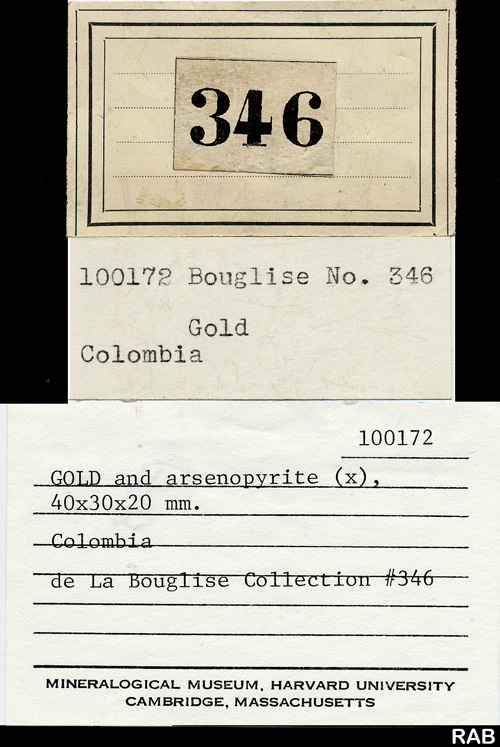 346
100172 Bouglise No. 346
Gold
Colombia
100172
GOLD and arsenopyrite (x),
40x30x20 mm.
Colombia
de La Bouglise Collection #346
MINERALOGICAL MUSEUM, HARVARD UNIVERSITY
CAMBRIDGE, MASSACHUSETTS
RAB